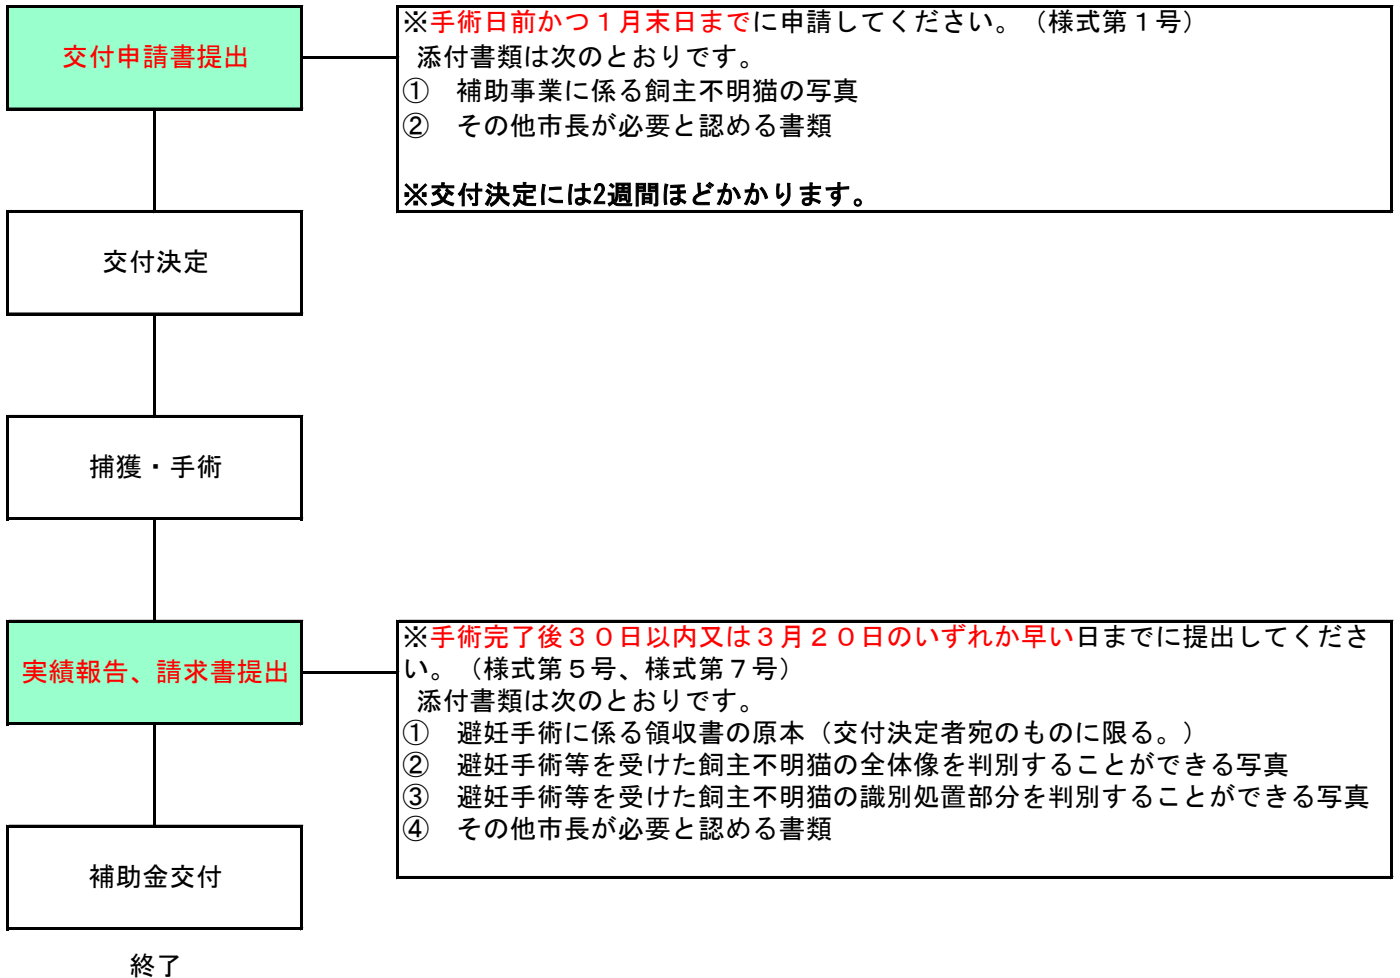 交付申請書提出
※手術日前かつ１月末日までに申請してください。（様式第１号）
添付書類は次のとおりです。
①　補助事業に係る飼主不明猫の写真
②　その他市長が必要と認める書類
※交付決定には2週間ほどかかります。
交付決定
捕獲・手術
実績報告、請求書提出
※手術完了後３０日以内又は３月２０日のいずれか早い日までに提出してくださ
い。（様式第５号、様式第７号）
添付書類は次のとおりです。
①　避妊手術に係る領収書の原本（交付決定者宛のものに限る。）
②　避妊手術等を受けた飼主不明猫の全体像を判別することができる写真
③　避妊手術等を受けた飼主不明猫の識別処置部分を判別することができる写真
④　その他市長が必要と認める書類
補助金交付
終了